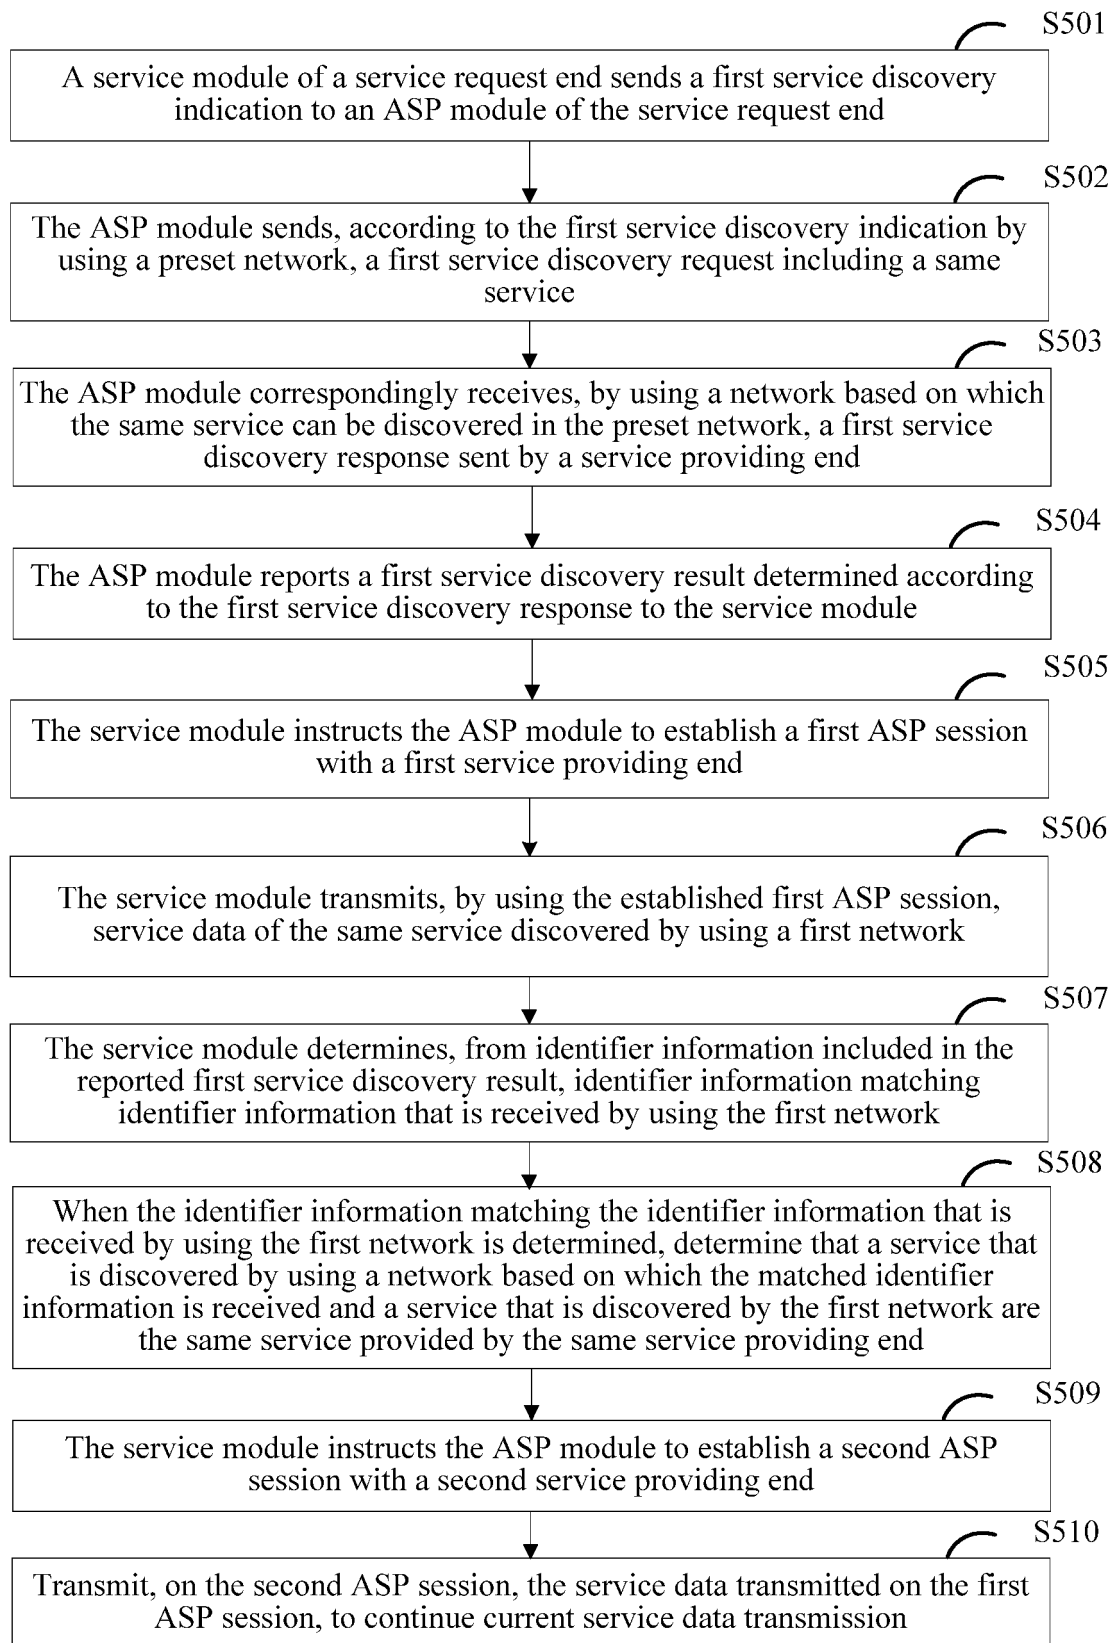 S501
A service module of a service request end sends a first service discovery
indication to an ASP module of the service request end
S502
The ASP module sends, according to the first service discovery indication by
using a preset network, a first service discovery request including a same
service
S503
The ASP module correspondingly receives, by using a network based on which
the same service can be discovered in the preset network, a first service
discovery response sent by a service providing end
S504
The ASP module reports a first service discovery result determined according
to the first service discovery response to the service module
S505
The service module instructs the ASP module to establish a first ASP session
with a first service providing end
S506
The service module transmits, by using the established first ASP session,
service data of the same service discovered by using a first network
S507
The service module determines, from identifier information included in the
reported first service discovery result, identifier information matching
identifier information that is received by using the first network
S508
When the identifier information matching the identifier information that is
received by using the first network is determined, determine that a service that
is discovered by using a network based on which the matched identifier
information is received and a service that is discovered by the first network are
the same service provided by the same service providing end
S509
The service module instructs the ASP module to establish a second ASP
session with a second service providing end
S510
Transmit, on the second ASP session, the service data transmitted on the first
ASP session, to continue current service data transmission